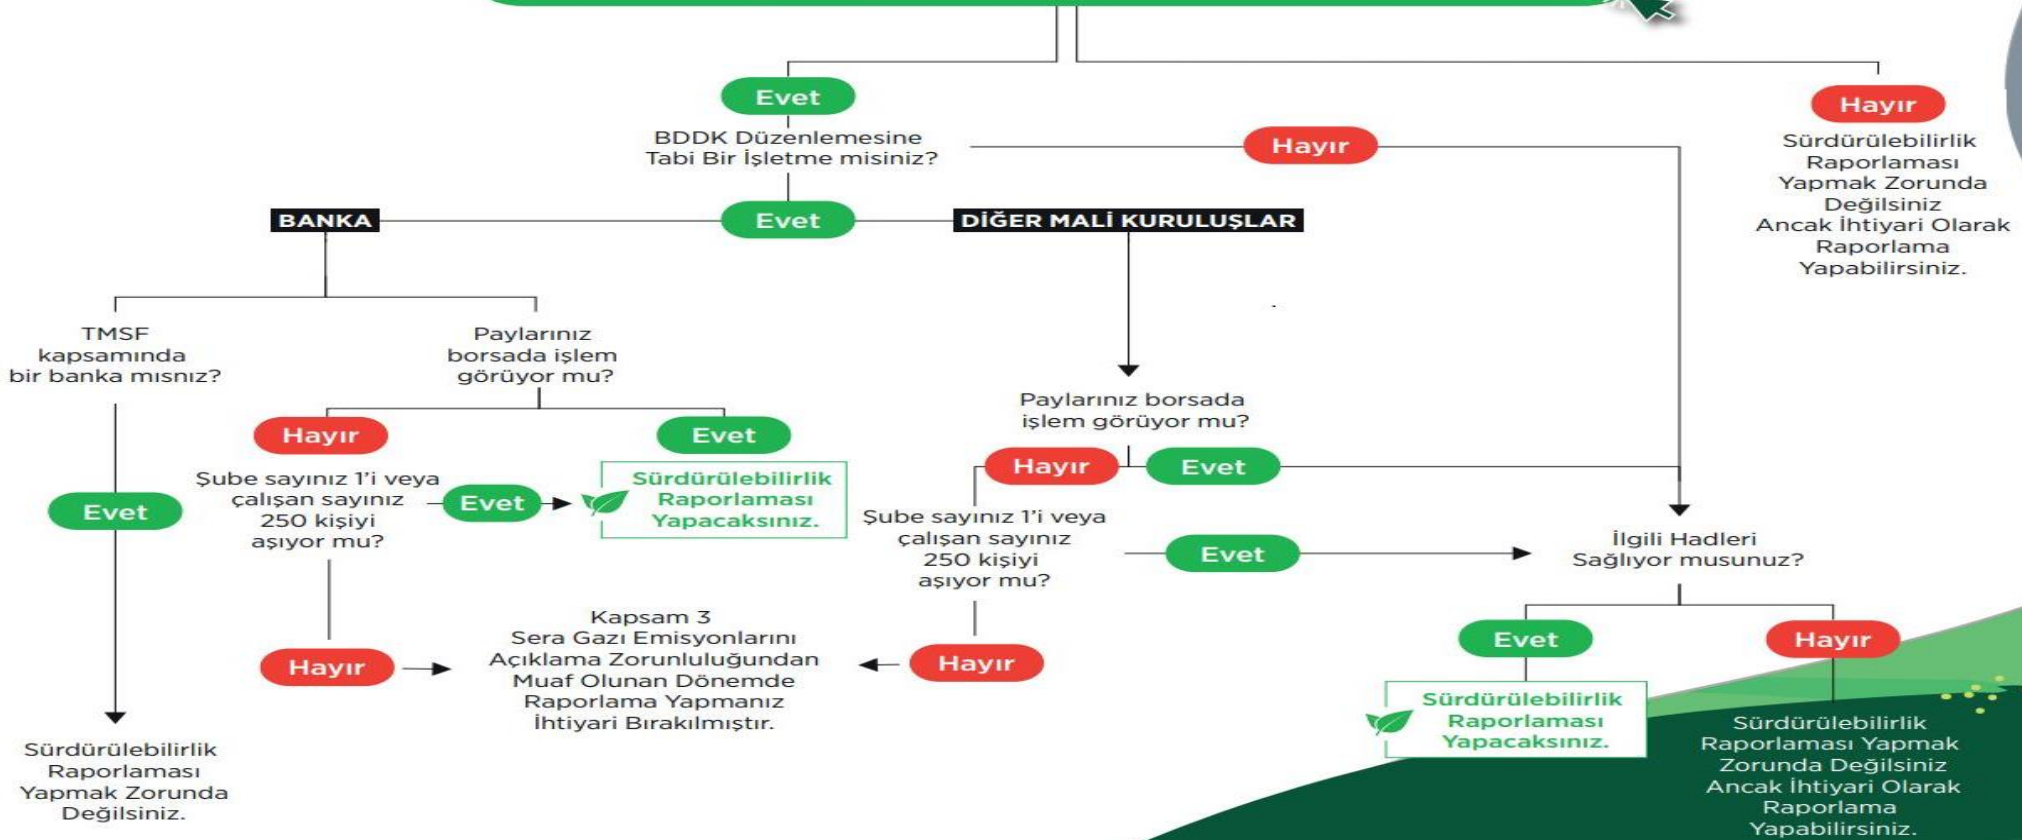 Evet
BDDK Düzenlemesine
Tabi Bir İşletme misiniz?
Hayır
Hayır
Sürdürülebilirlik
Raporlaması
Yapmak Zorunda
Değilsiniz
Ancak İhtiyari Olarak
Raporlama
Yapabilirsiniz.
BANKA
Evet
DİĞER MALİ KURULUŞLAR
TMSF
kapsamında
bir banka mısnız?
Paylarınız
borsada işlem
görüyor mu?
Hayır
Evet
Şube sayınız 1'i veya
çalışan sayınız
250 kişiyi
aşıyor mu?
Evet
Sürdürülebilirlik
Raporlaması
Yapacaksınız.
Evet
Hayır
Kapsam 3
Sera Gazı Emisyonlarını
Açıklama Zorunluluğundan
Muaf Olunan Dönemde
Raporlama Yapmanız
İhtiyari Bırakılmıştır.
Sürdürülebilirlik
Raporlaması
Yapmak Zorunda
Değilsiniz.
Paylarınız borsada
işlem görüyor mu?
Hayır
Evet
Şube sayınız 1'i veya
çalışan sayınız
250 kişiyi
aşıyor mu?
Evet
Hayır
İlgili Hadleri
Sağlıyor musunuz?
Evet
Hayır
Sürdürülebilirlik
Raporlaması
Yapacaksınız.
Sürdürülebilirlik
Raporlaması Yapmak
Zorunda Değilsiniz
Ancak İhtiyari Olarak
Raporlama
Yapabilirsiniz.